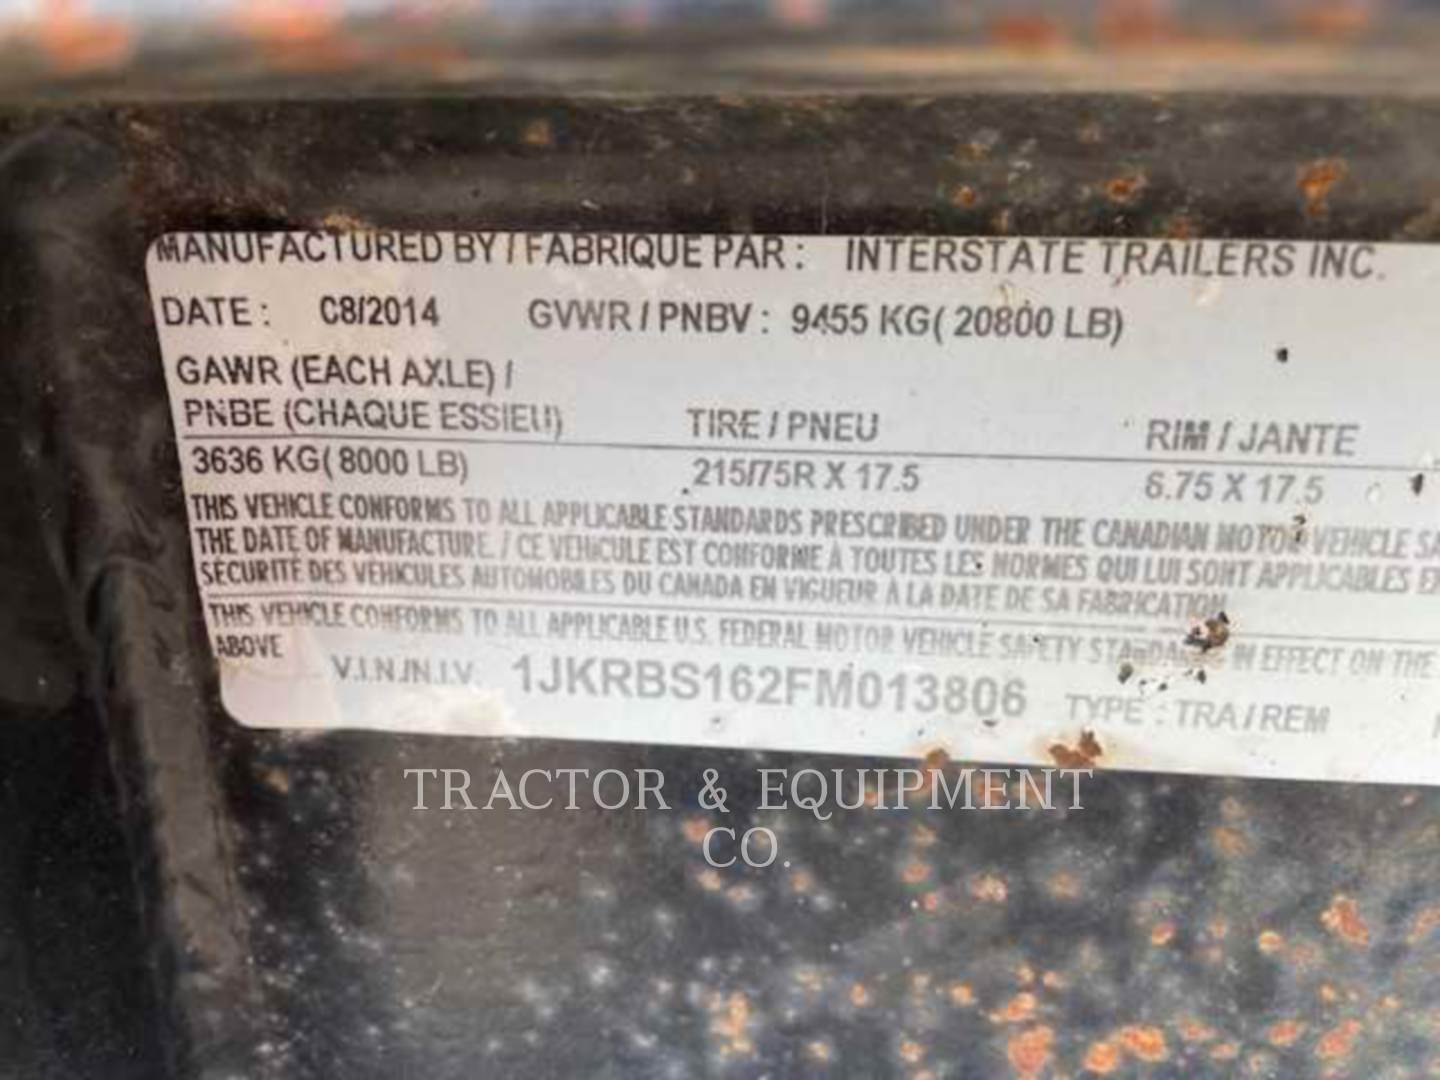 MANUFACTURED BY / FABRIQUE PAR : INTERSTATE TRAILERS INC.
DATE : C8/2014 GVWR / PNBV : 9455 KG( 20800 LB)
GAWR (EACH AXLE) /
PNBE (CHAQUE ESSIEU) TIRE / PNEU RIM / JANTE
3636 KG( 8000 LB) 215/75R X 17.5 6.75 X 17.5
THIS VEHICLE CONFORMS TO ALL APPLICABLE STANDARDS PRESCRIBED UNDER THE CANADIAN MOTOR VEHICLE SA
THE DATE OF MANUFACTURE. / CE VEHICULE EST CONFORME À TOUTES LES NORMES QUI LUI SONT APPLICABLES E
SÉCURITÉ DES VÉHICULES AUTOMOBILES DU CANADA EN VIGUEUR À LA DATE DE SA FABRICATION
THIS VEHICLE CONFORMS TO ALL APPLICABLE U.S. FEDERAL MOTOR VEHICLE SAFETY STANDARDS IN EFFECT ON THE
ABOVE
V.I.N./N.I.V. 1JKRBS162FM013806 TYPE : TRA / REM
TRACTOR & EQUIPMENT
CO.